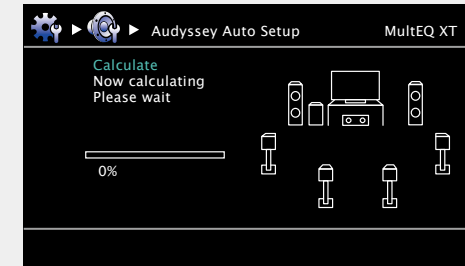 Audyssey Auto Setup MultEQ XT
Calculate
Now calculating
Please wait
0%